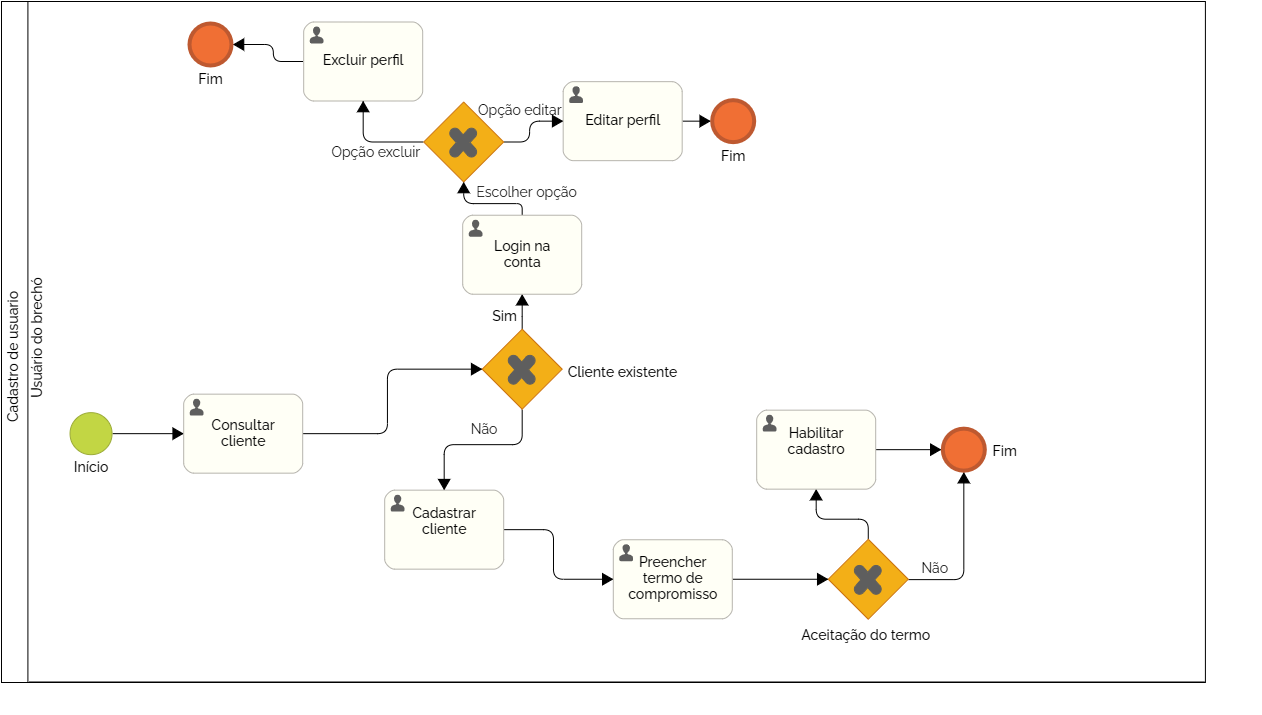 Cadastro de usuario
Usuário do brechó
Fim
Excluir perfil
Opção editar
Editar perfil
Fim
Opção excluir
Escolher opção
Login na
conta
Sim
Cliente existente
Início
Consultar
cliente
Não
Cadastrar
cliente
Preencher
termo de
compromisso
Habilitar
cadastro
Fim
Não
Aceitação do termo